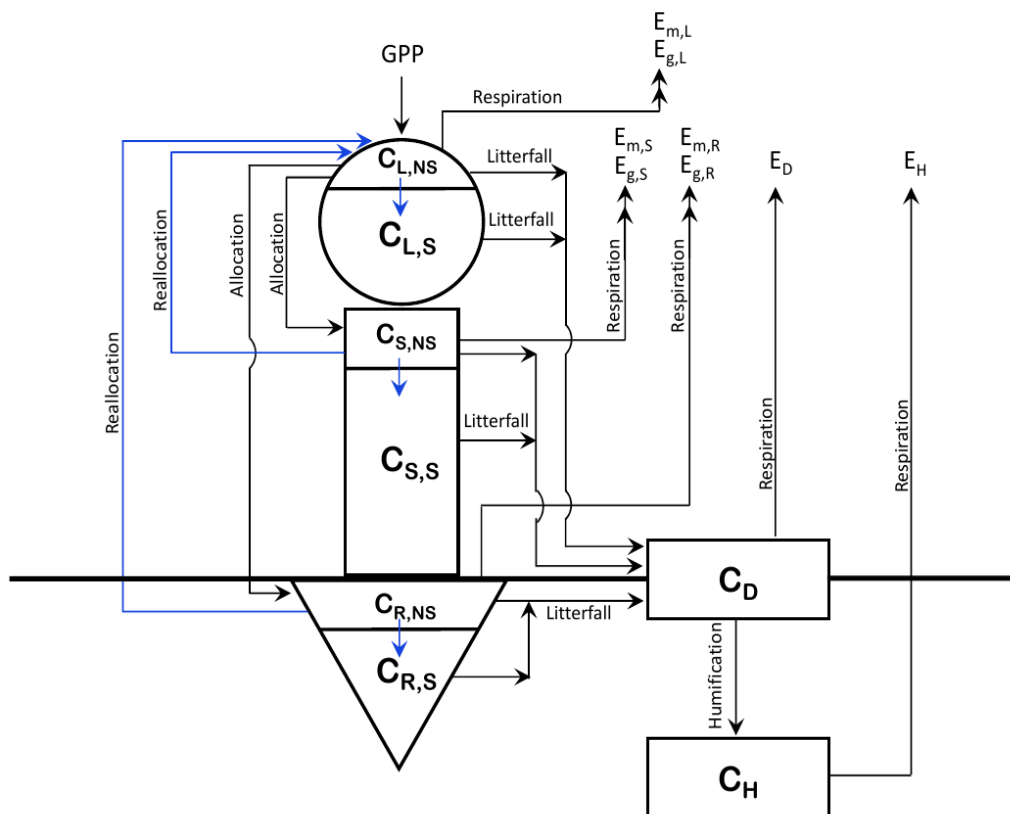 E_m,L
E_g,L
GPP
Respiration
E_m,S
E_g,S
E_m,R
E_g,R
E_D
E_H
C_L,NS
Litterfall
C_L,S
Litterfall
Reallocation
Allocation
Allocation
Respiration
Respiration
C_S,NS
Reallocation
Litterfall
C_S,S
Respiration
Respiration
C_D
C_R,NS
Litterfall
C_R,S
Humification
C_H